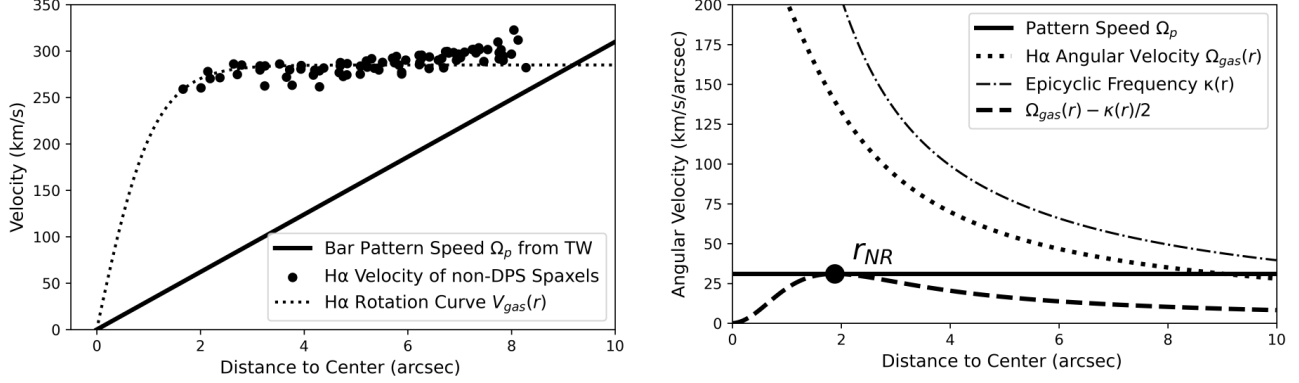 350
300
250
200
150
100
50
0
Velocity (km/s)
Bar Pattern Speed Ωp from TW
Hα Velocity of non-DPS Spaxels
Hα Rotation Curve Vgas(r)
0 2 4 6 8 10
Distance to Center (arcsec)
200
175
150
125
100
75
50
25
0
Angular Velocity (km/s/arcsec)
Pattern Speed Ωp
Hα Angular Velocity Ωgas(r)
Epicyclic Frequency κ(r)
Ωgas(r) − κ(r)/2
rNR
0 2 4 6 8 10
Distance to Center (arcsec)